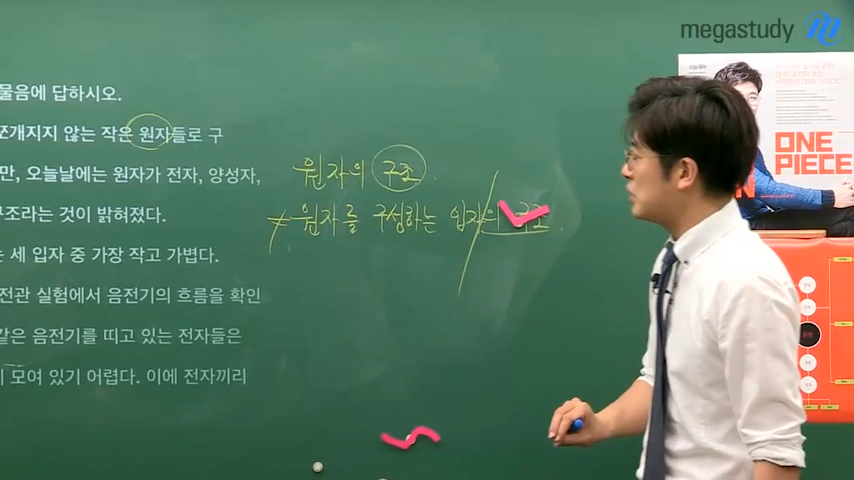 megastudy
물음에 답하시오.
쪼개지지 않는 작은 원자들로 구
만, 오늘날에는 원자가 전자, 양성자,
구조라는 것이 밝혀졌다.
는 세 입자 중 가장 작고 가볍다.
전관 실험에서 음전기의 흐름을 확인
같은 음전기를 띠고 있는 전자들은
모여 있기 어렵다. 이에 전자끼리
원자의 구조.
≠ 원자를 구성하는 입자의 구조.
ONE
PIECE